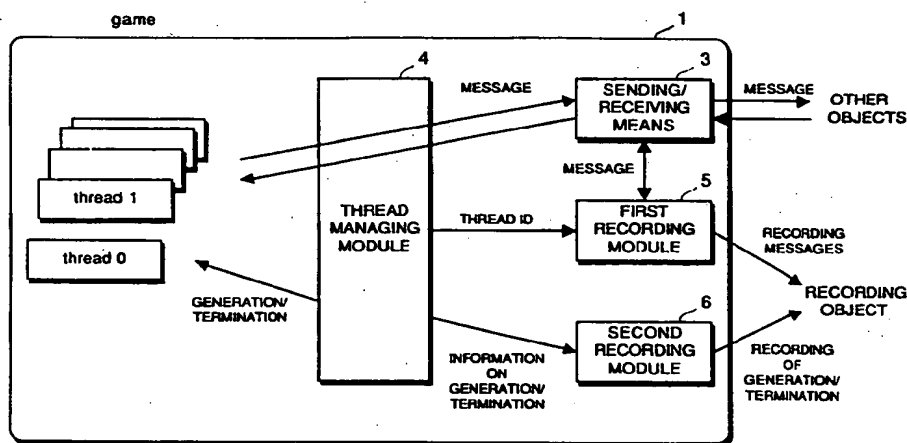 game
1
4
3
MESSAGE
SENDING/
RECEIVING
MEANS
MESSAGE
OTHER
OBJECTS
MESSAGE
5
thread 1
THREAD
MANAGING
MODULE
THREAD ID
FIRST
RECORDING
MODULE
RECORDING
MESSAGES
thread 0
RECORDING
OBJECT
GENERATION/
TERMINATION
6
SECOND
RECORDING
MODULE
INFORMATION
ON
GENERATION/
TERMINATION
RECORDING
OF
GENERATION/
TERMINATION